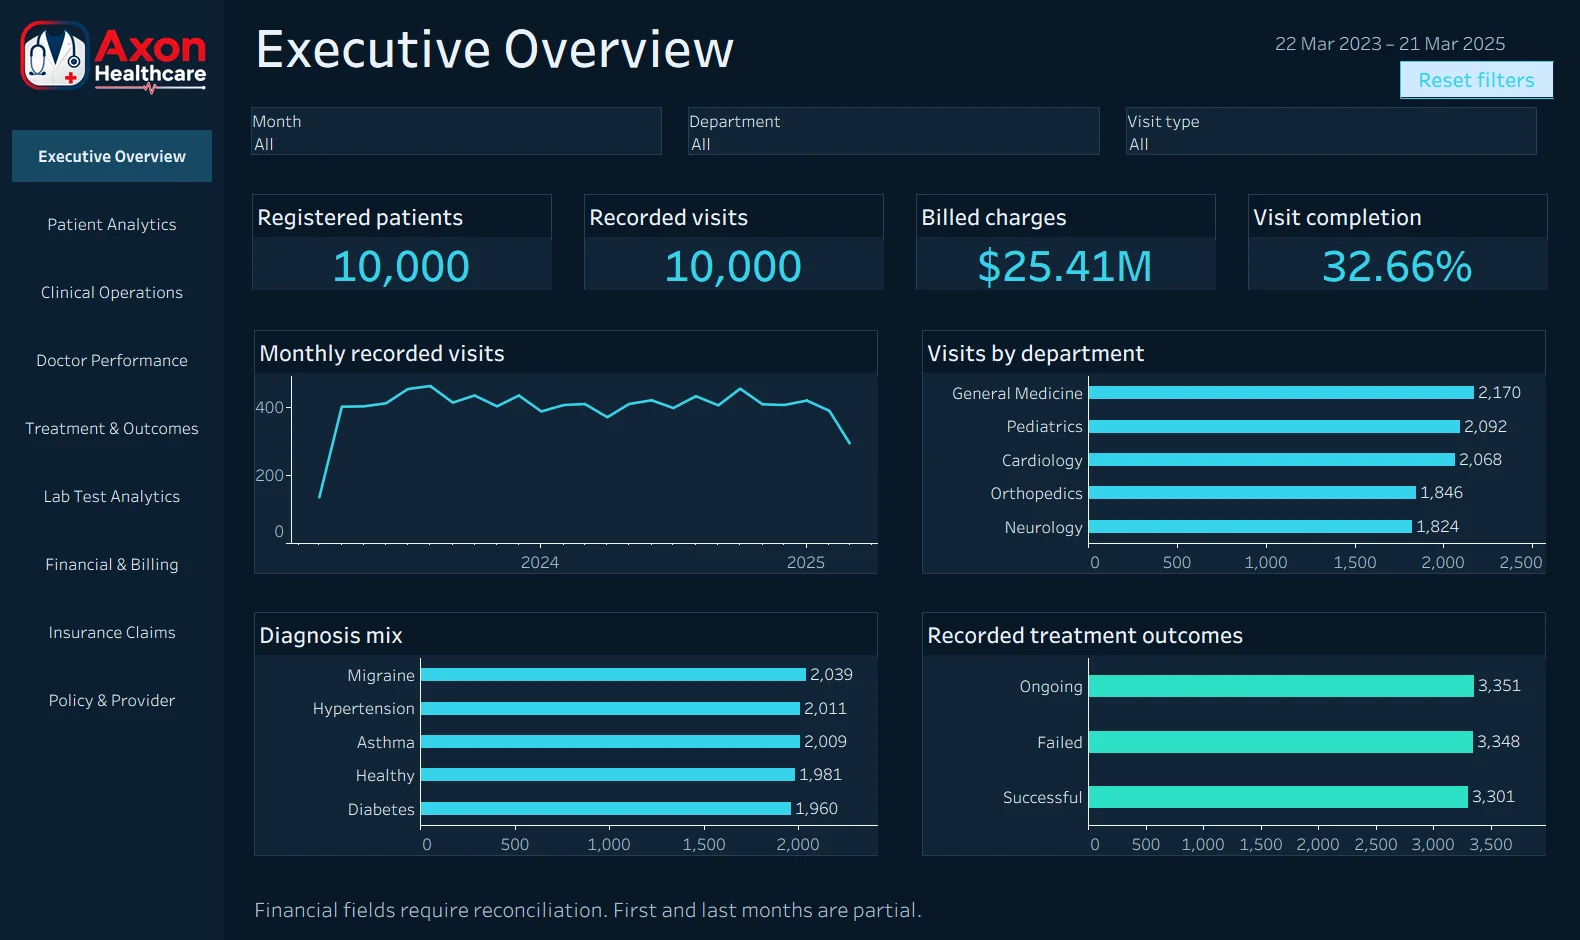 Axon
Healthcare
Executive Overview
22 Mar 2023 – 21 Mar 2025
Reset filters
Month
All
Department
All
Visit type
All
Executive Overview
Patient Analytics
Clinical Operations
Doctor Performance
Treatment & Outcomes
Lab Test Analytics
Financial & Billing
Insurance Claims
Policy & Provider
Registered patients
10,000
Recorded visits
10,000
Billed charges
$25.41M
Visit completion
32.66%
Monthly recorded visits
400
200
0
2024 2025
Visits by department
General Medicine 2,170
Pediatrics 2,092
Cardiology 2,068
Orthopedics 1,846
Neurology 1,824
0 500 1,000 1,500 2,000 2,500
Diagnosis mix
Migraine 2,039
Hypertension 2,011
Asthma 2,009
Healthy 1,981
Diabetes 1,960
0 500 1,000 1,500 2,000
Recorded treatment outcomes
Ongoing 3,351
Failed 3,348
Successful 3,301
0 500 1,000 1,500 2,000 2,500 3,000 3,500
Financial fields require reconciliation. First and last months are partial.